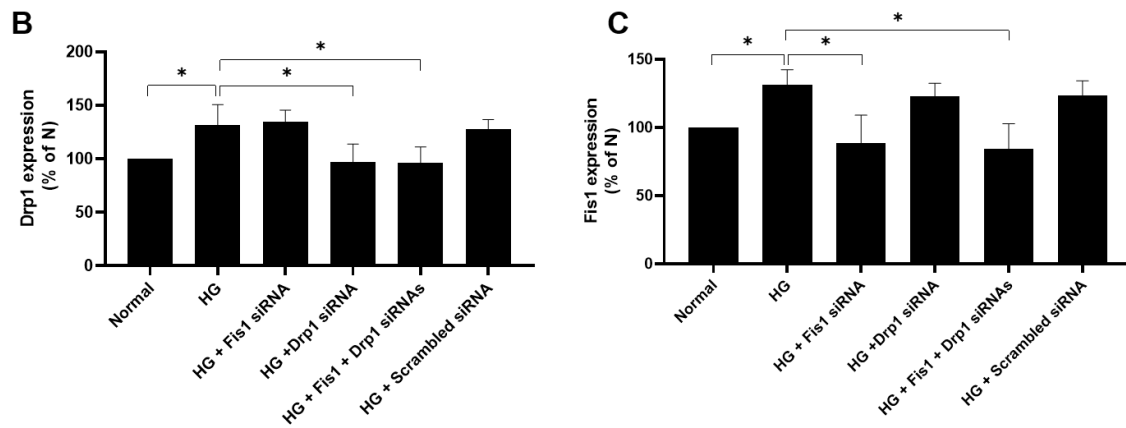 B
Drp1 expression
(% of N)
200
150
100
50
0
*
*
*
Normal
HG
HG + Fis1 siRNA
HG +Drp1 siRNA
HG + Fis1 + Drp1 siRNAs
HG + Scrambled siRNA
C
Fis1 expression
(% of N)
150
100
50
0
*
*
*
Normal
HG
HG + Fis1 siRNA
HG +Drp1 siRNA
HG + Fis1 + Drp1 siRNAs
HG + Scrambled siRNA